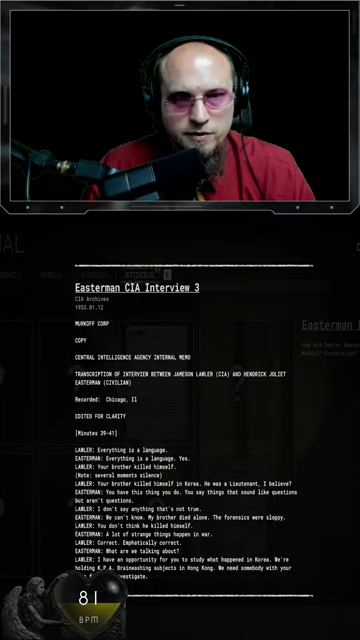 EVIDENCE
Easterman CIA Interview 3
CIA Archives
1953.01.12
MURKOFF CORP
COPY
CENTRAL INTELLIGENCE AGENCY INTERNAL MEMO
TRANSCRIPTION OF INTERVIEW BETWEEN JAMESON LAWLER (CIA) AND HENDRICK JOLIET
EASTERMAN (CIVILIAN)
Recorded: Chicago, Il
EDITED FOR CLARITY
[Minutes 39-41]
LAWLER: Everything is a language.
EASTERMAN: Everything is a language. Yes.
LAWLER: Your brother killed himself.
(Note: several moments silence)
LAWLER: Your brother killed himself in Korea. He was a Lieutenant, I believe?
EASTERMAN: You have this thing you do. You say things that sound like questions
but aren't questions.
LAWLER: I don't say anything that's not true.
EASTERMAN: We can't know. My brother died alone. The forensics were sloppy.
LAWLER: You don't think he killed himself.
EASTERMAN: A lot of strange things happen in war.
LAWLER: Correct. Emphatically correct.
EASTERMAN: What are we talking about?
LAWLER: I have an opportunity for you to study what happened in Korea. We're
holding K.P.A. Brainwashing subjects in Hong Kong. We need somebody with your
investigate.
81
BPM